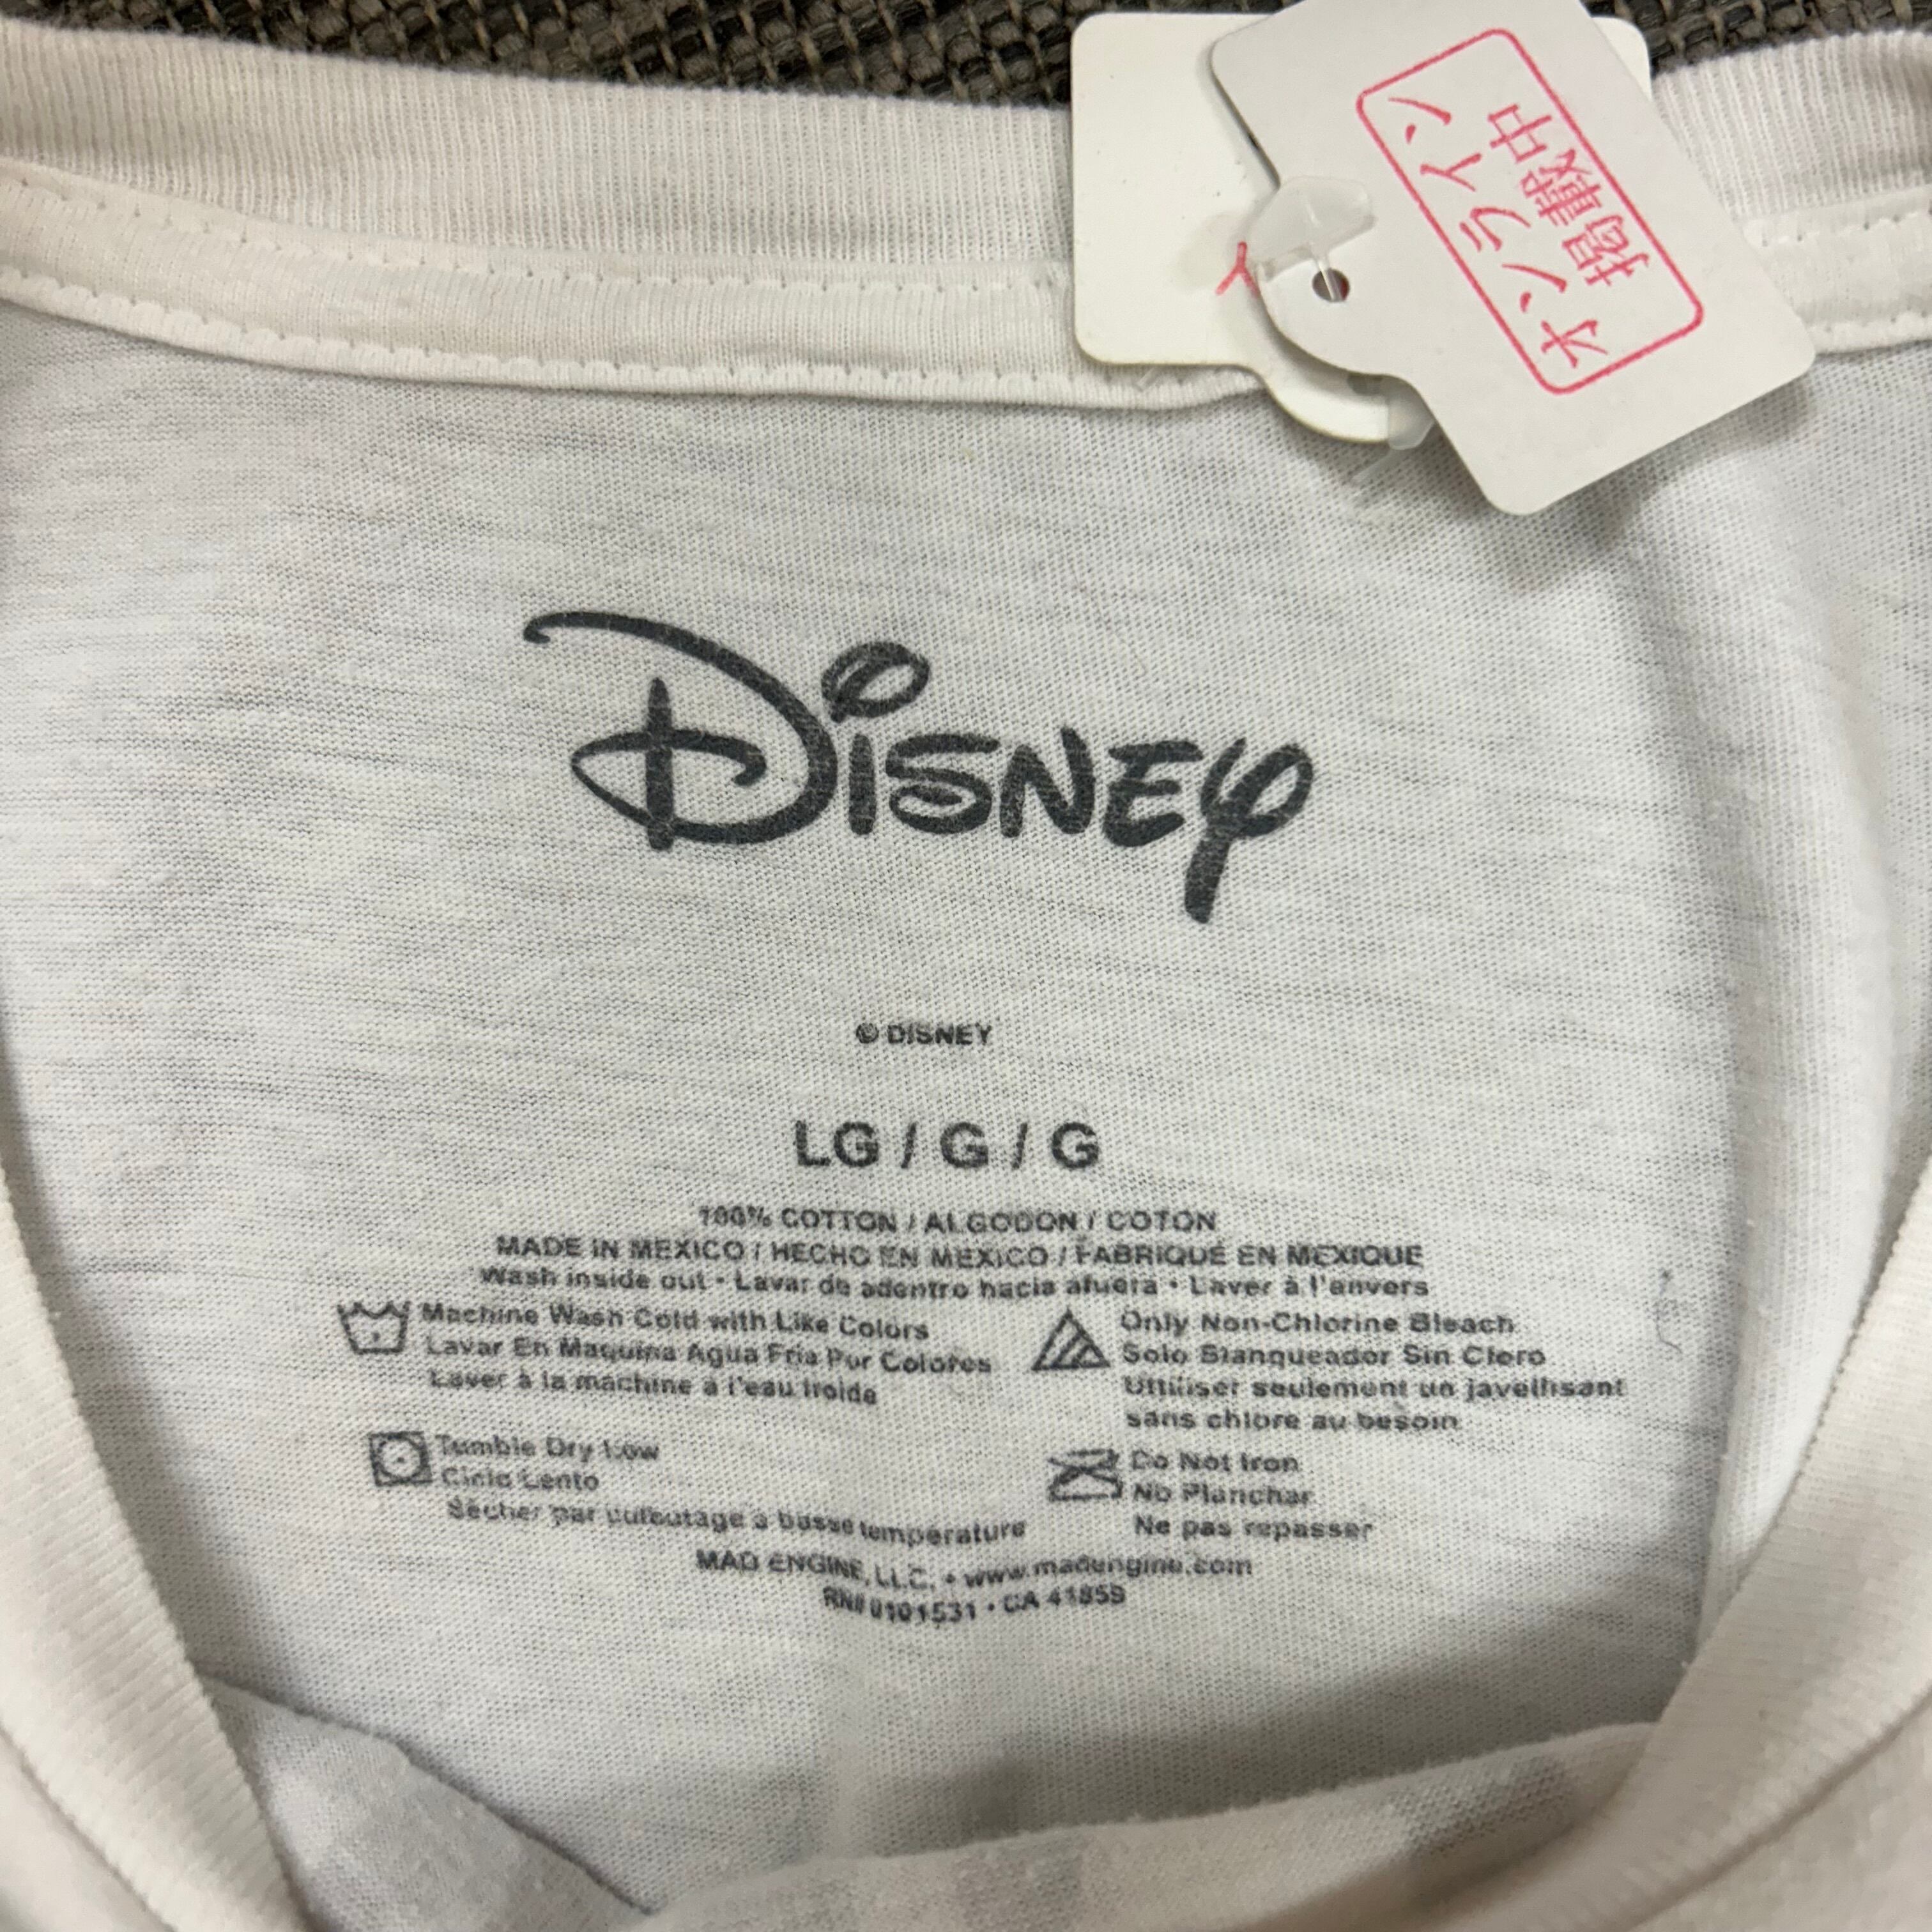 オンライン
掲載中
Disney
© DISNEY
LG / G / G
100% COTTON / ALGODON / COTON
MADE IN MEXICO / HECHO EN MEXICO / FABRIQUÉ EN MEXIQUE
Wash inside out • Lavar de adentro hacia afuera • Laver à l'envers
Machine Wash Cold with Like Colors
Lavar En Maquina Agua Fria Por Colores
Laver à la machine à l'eau froide
Only Non-Chlorine Bleach
Solo Blanqueador Sin Cloro
Uttiliser seulement un javellisant
sans chlore au besoin
Tumble Dry Low
Ciclo Lento
Sécher par culbutage à basse température
Do Not Iron
No Planchar
Ne pas repasser
MAD ENGINE, LLC. • www.madengine.com
RN# 0101531 • CA 41859